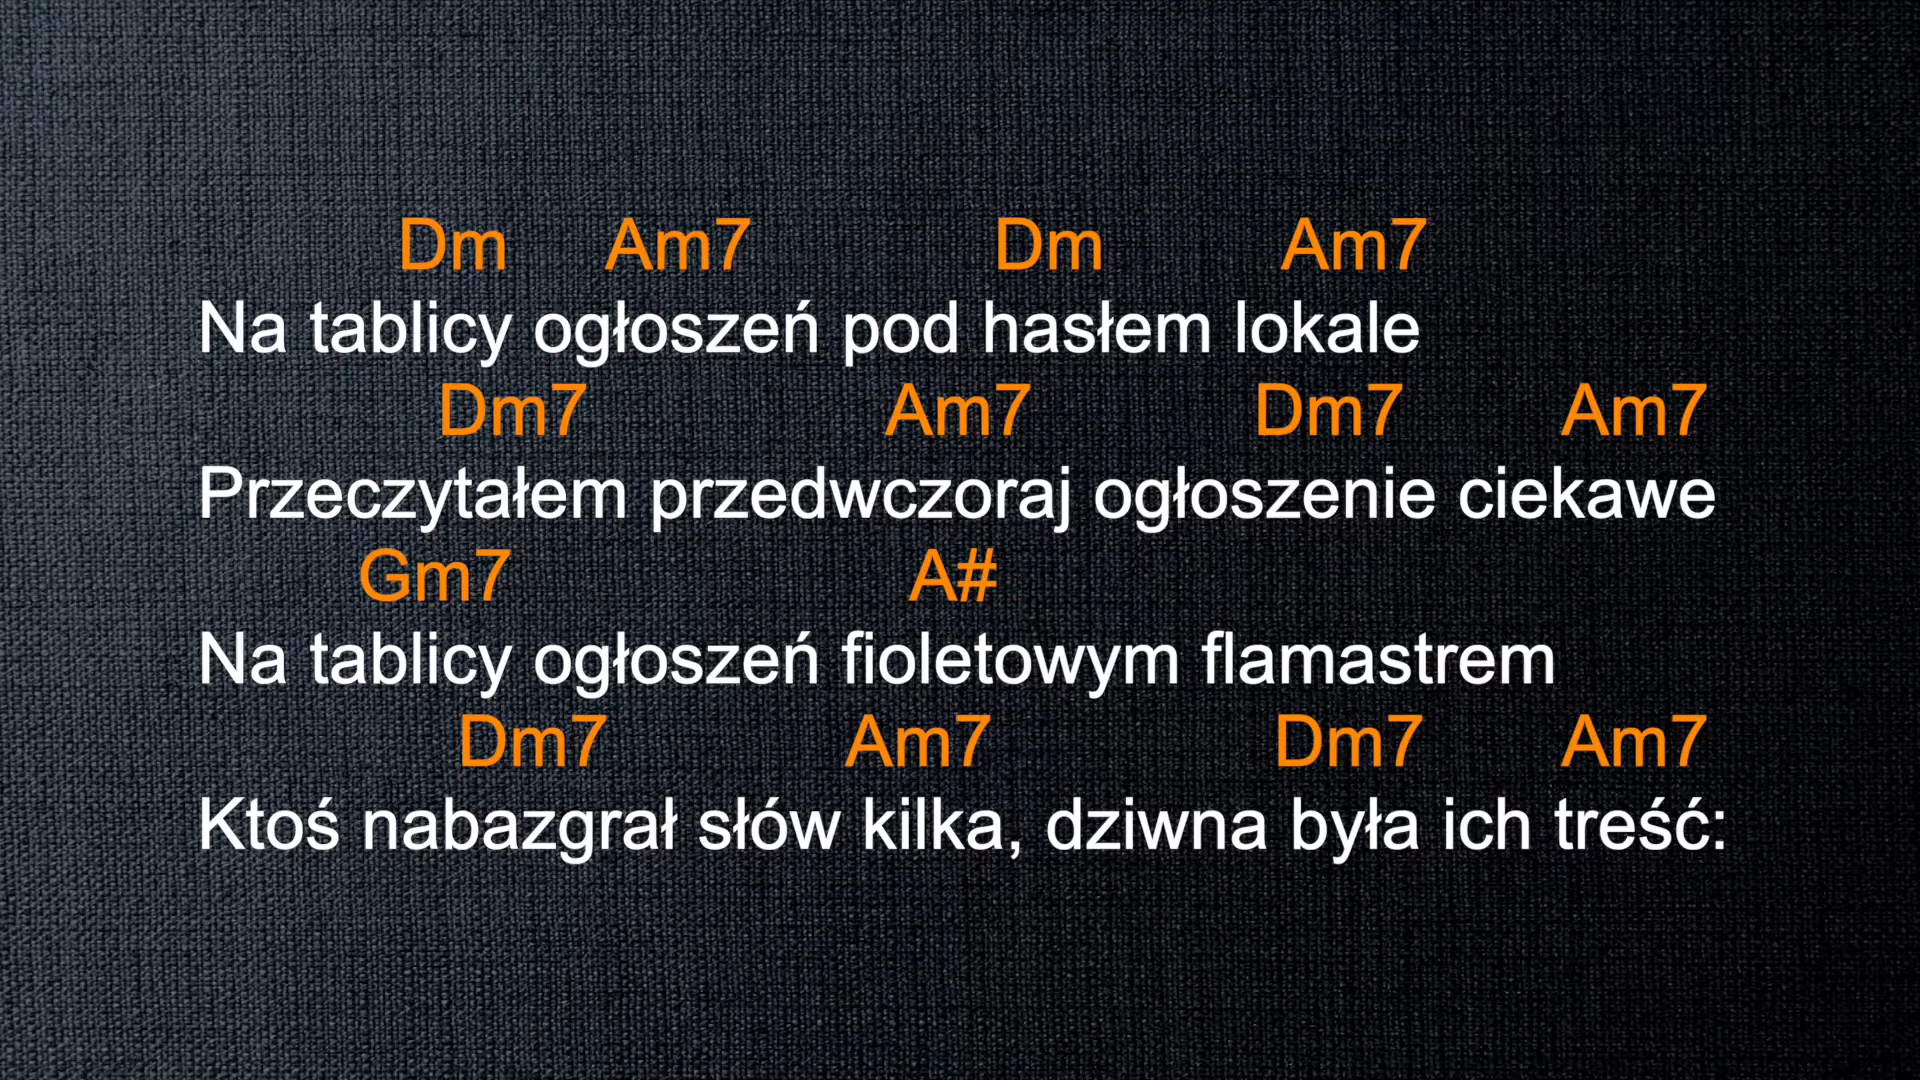 Dm Am7 Dm Am7
Na tablicy ogłoszeń pod hasłem lokale
Dm7 Am7 Dm7 Am7
Przeczytałem przedwczoraj ogłoszenie ciekawe
Gm7 A#
Na tablicy ogłoszeń fioletowym flamastrem
Dm7 Am7 Dm7 Am7
Ktoś nabazgrał słów kilka, dziwna była ich treść: